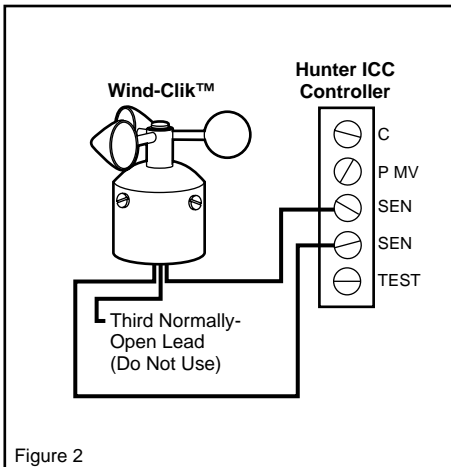 Wind-Clik™
Hunter ICC
Controller
C
P MV
SEN
SEN
TEST
Third Normally-
Open Lead
(Do Not Use)
Figure 2